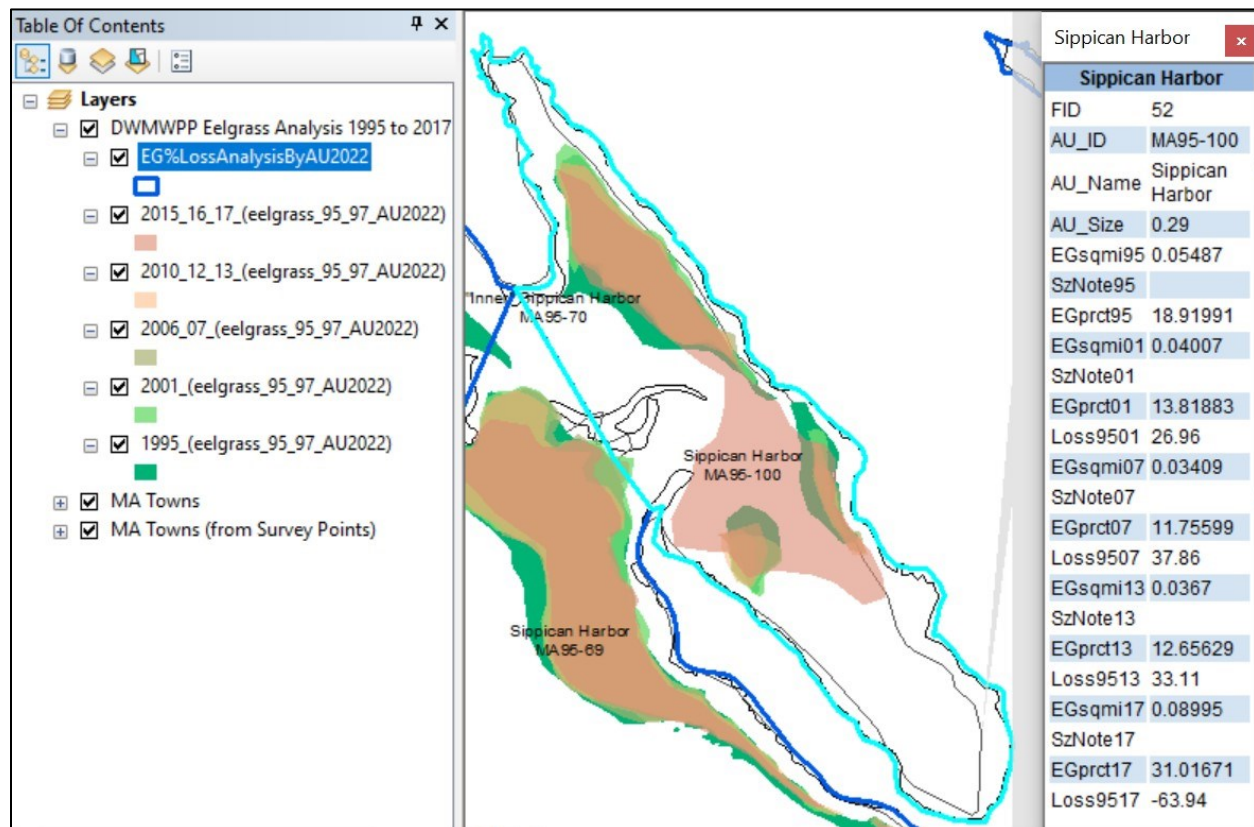 Table Of Contents
Layers
DWMWPP Eelgrass Analysis 1995 to 2017
EG%LossAnalysisByAU2022
2015_16_17_(eelgrass_95_97_AU2022)
2010_12_13_(eelgrass_95_97_AU2022)
2006_07_(eelgrass_95_97_AU2022)
2001_(eelgrass_95_97_AU2022)
1995_(eelgrass_95_97_AU2022)
MA Towns
MA Towns (from Survey Points)
"Inner" Sippican Harbor
MA95-70
Sippican Harbor
MA95-100
Sippican Harbor
MA95-69
Sippican Harbor
Sippican Harbor
FID 52
AU_ID MA95-100
AU_Name Sippican
Harbor
AU_Size 0.29
EGsqmi95 0.05487
SzNote95
EGprct95 18.91991
EGsqmi01 0.04007
SzNote01
EGprct01 13.81883
Loss9501 26.96
EGsqmi07 0.03409
SzNote07
EGprct07 11.75599
Loss9507 37.86
EGsqmi13 0.0367
SzNote13
EGprct13 12.65629
Loss9513 33.11
EGsqmi17 0.08995
SzNote17
EGprct17 31.01671
Loss9517 -63.94